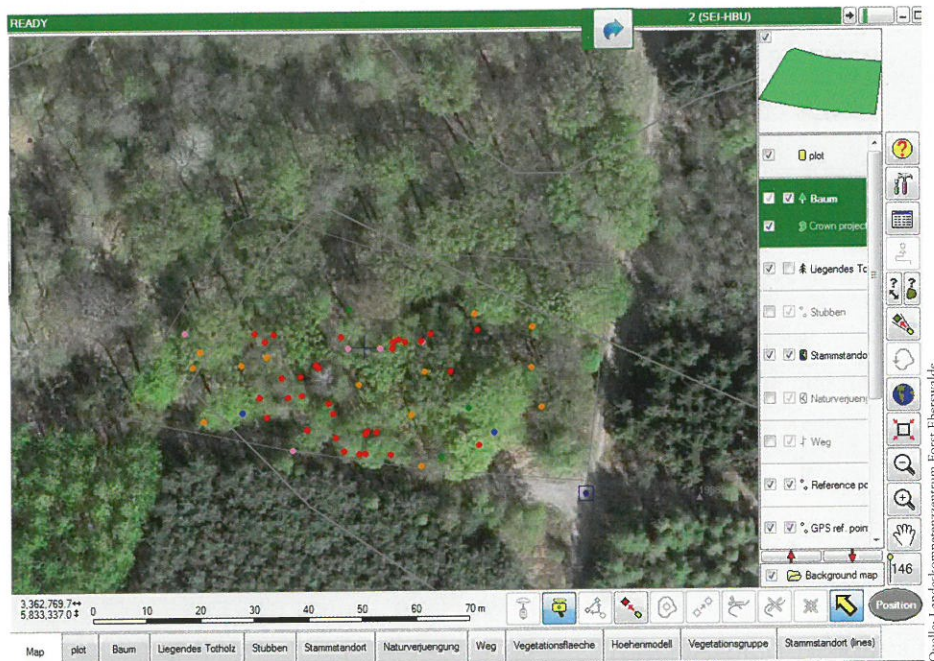 READY
2 (SEI-HBU)
plot
Baum
Crown project
Liegendes To
Stubben
Stammstando
Naturverjueng
Weg
Reference po
GPS ref. poin
Background map
146
3,362,769.7
5,833,337.0
0 10 20 30 40 50 60 70 m
Position
Map plot Baum Liegendes Totholz Stubben Stammstandort Naturverjuengung Weg Vegetationsflaeche Hoehenmodell Vegetationsgruppe Stammstandort (lines)
Quelle: Landeskompetenzzentrum Forst Eberswalde